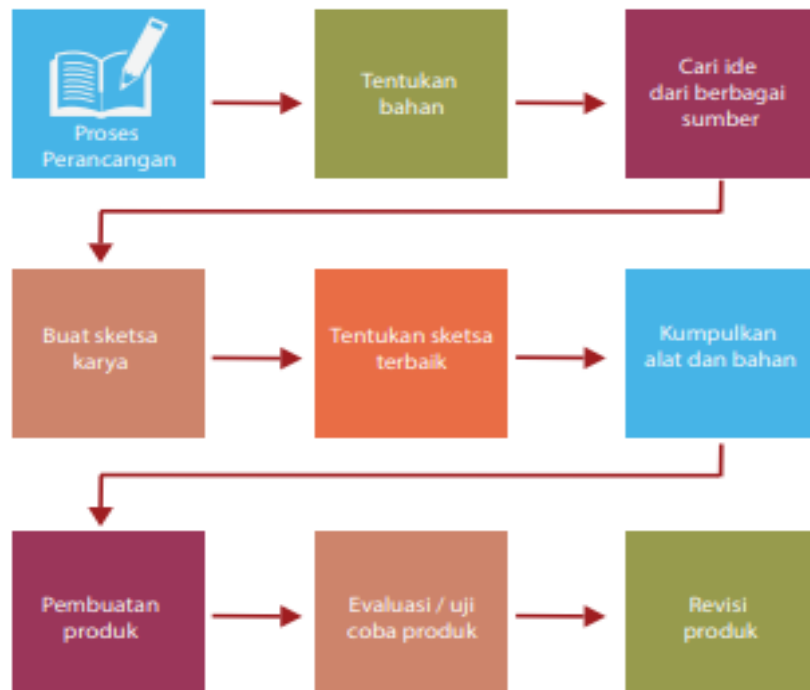 Proses
Perancangan
Tentukan
bahan
Cari ide
dari berbagai
sumber
Buat sketsa
karya
Tentukan sketsa
terbaik
Kumpulkan
alat dan bahan
Pembuatan
produk
Evaluasi / uji
coba produk
Revisi
produk